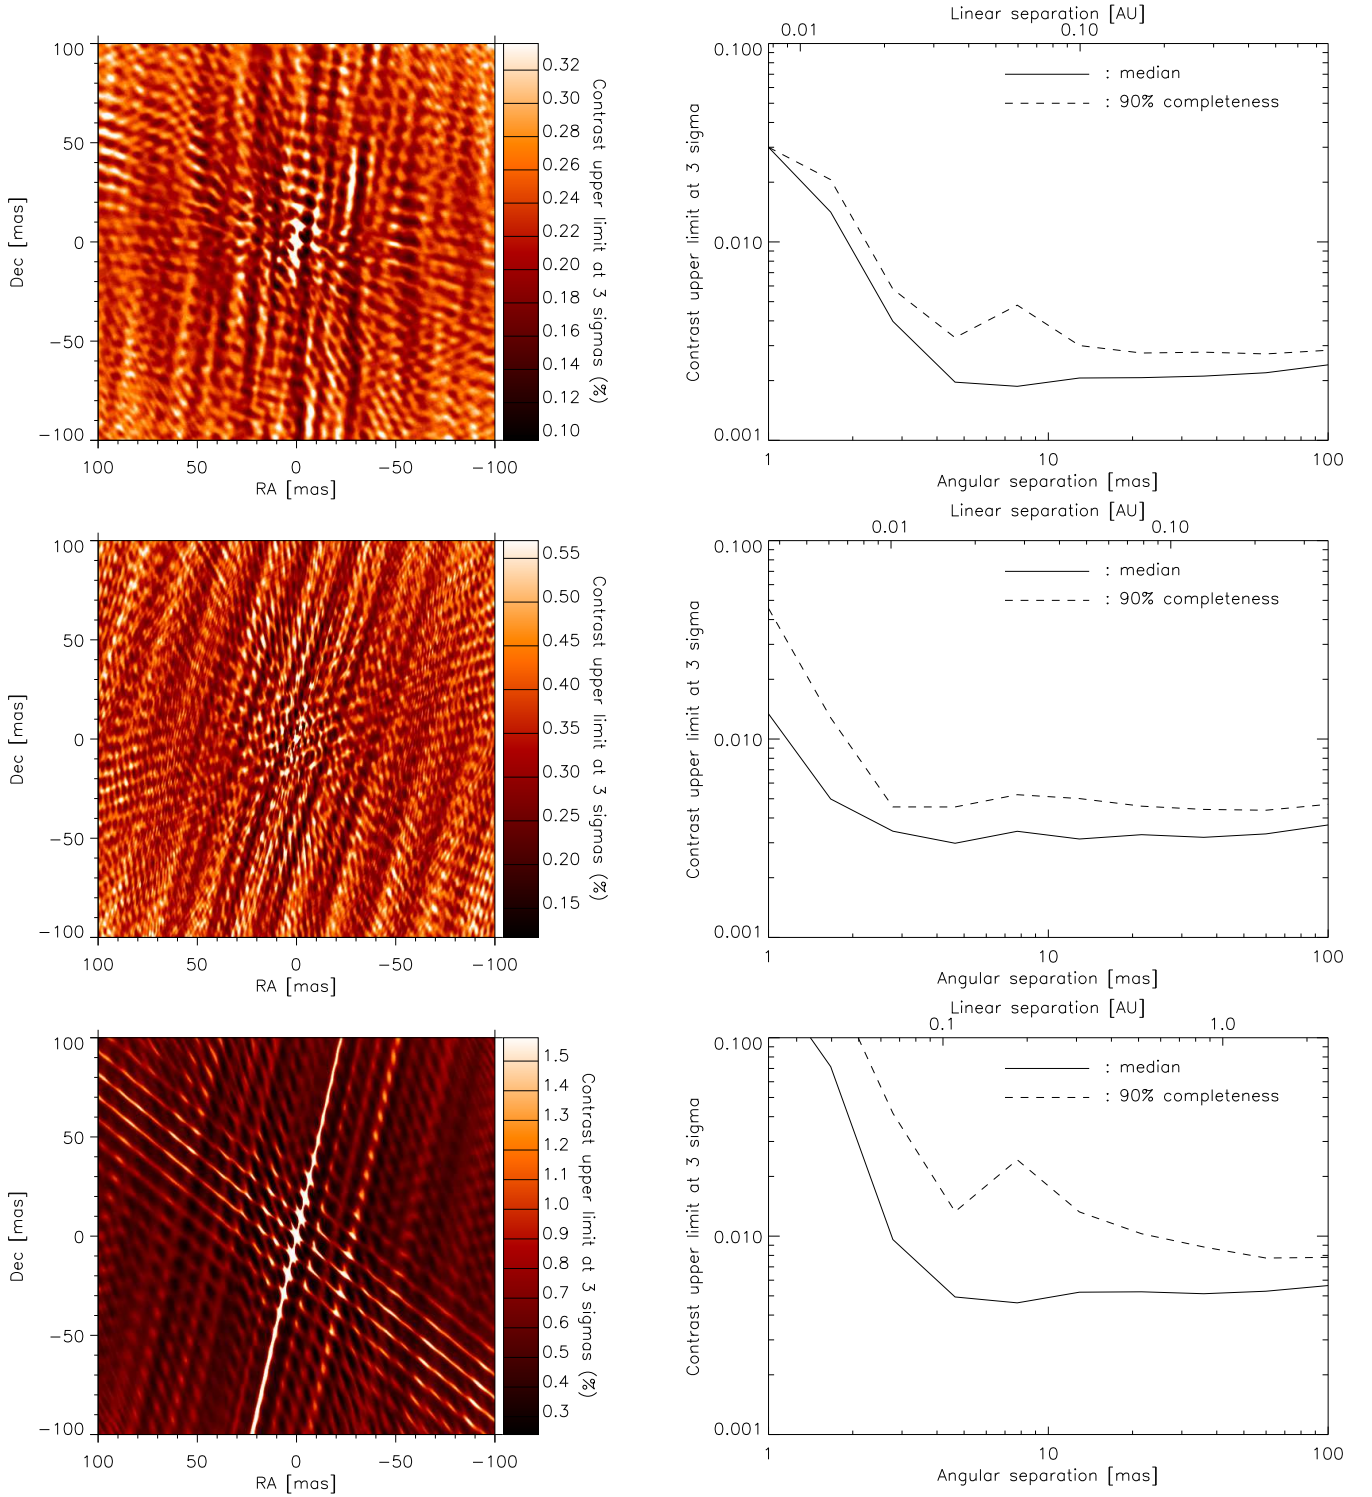 100
50
0
−50
−100
Dec [mas]
100 50 0 −50 −100
RA [mas]
0.32
0.30
0.28
0.26
0.24
0.22
0.20
0.18
0.16
0.14
0.12
0.10
Contrast upper limit at 3 sigmas (%)
Linear separation [AU]
0.01 0.10
0.100
0.010
0.001
Contrast upper limit at 3 sigma
: median
: 90% completeness
1 10 100
Angular separation [mas]
100
50
0
−50
−100
Dec [mas]
100 50 0 −50 −100
RA [mas]
0.55
0.50
0.45
0.40
0.35
0.30
0.25
0.20
0.15
Contrast upper limit at 3 sigmas (%)
Linear separation [AU]
0.01 0.10
0.100
0.010
0.001
Contrast upper limit at 3 sigma
: median
: 90% completeness
1 10 100
Angular separation [mas]
100
50
0
−50
−100
Dec [mas]
100 50 0 −50 −100
RA [mas]
1.5
1.4
1.3
1.2
1.1
1.0
0.9
0.8
0.7
0.6
0.5
0.4
0.3
Contrast upper limit at 3 sigmas (%)
Linear separation [AU]
0.1 1.0
0.100
0.010
0.001
Contrast upper limit at 3 sigma
: median
: 90% completeness
1 10 100
Angular separation [mas]